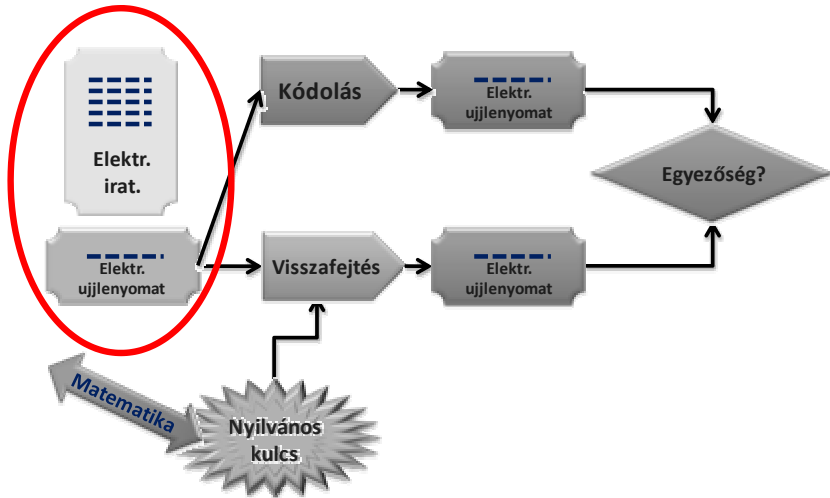 Elektr.
irat.
Elektr.
ujjlenyomat
Kódolás
Elektr.
ujjlenyomat
Egyezőség?
Visszafejtés
Elektr.
ujjlenyomat
Matematika
Nyilvános
kulcs